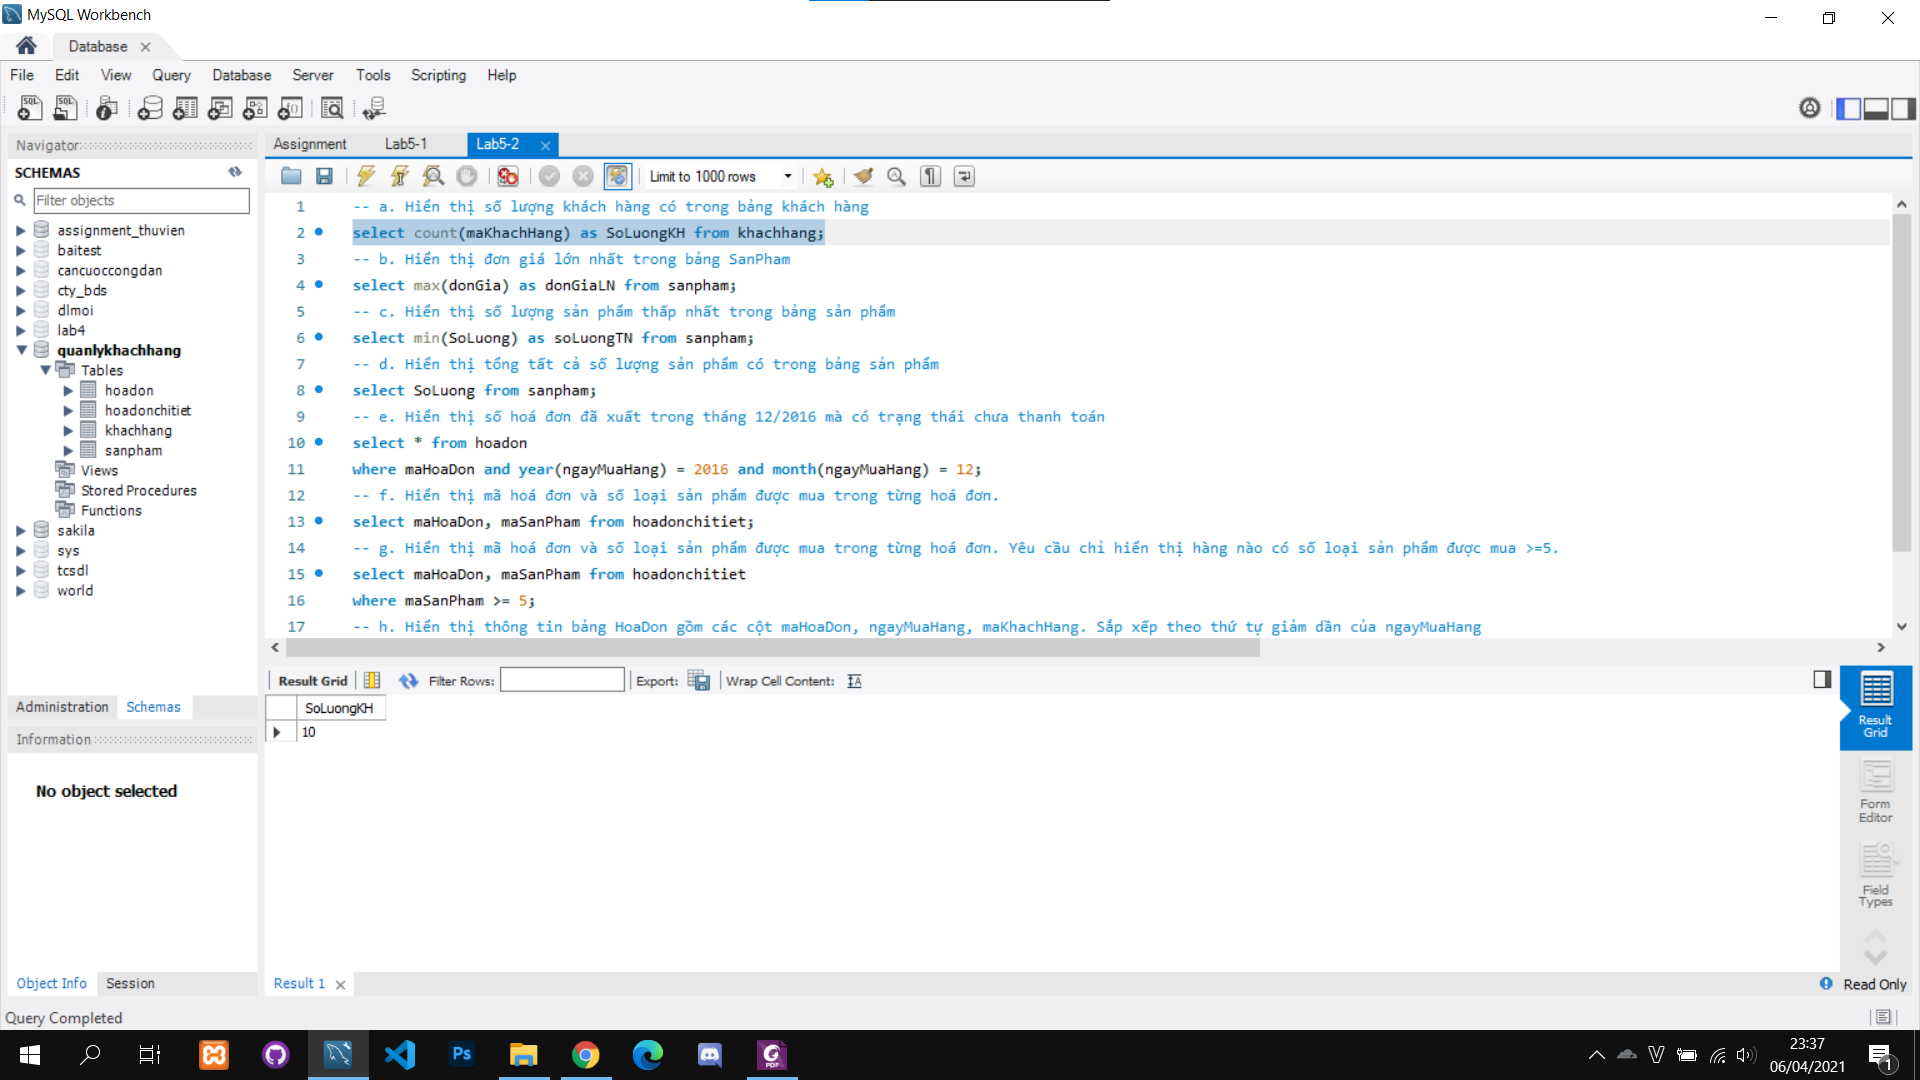 MySQL Workbench
Database
File Edit View Query Database Server Tools Scripting Help
Navigator
SCHEMAS
Filter objects
assignment_thuvien
baitest
cancuoccongdan
cty_bds
dlmoi
lab4
quanlykhachhang
Tables
hoadon
hoadonchitiet
khachhang
sanpham
Views
Stored Procedures
Functions
sakila
sys
tcsdl
world
Administration Schemas
Information
No object selected
Object Info Session
Assignment Lab5-1 Lab5-2
Limit to 1000 rows
1 -- a. Hiển thị số lượng khách hàng có trong bảng khách hàng
2 select count(maKhachHang) as SoLuongKH from khachhang;
3 -- b. Hiển thị đơn giá lớn nhất trong bảng SanPham
4 select max(donGia) as donGiaLN from sanpham;
5 -- c. Hiển thị số lượng sản phẩm thấp nhất trong bảng sản phẩm
6 select min(SoLuong) as soLuongTN from sanpham;
7 -- d. Hiển thị tổng tất cả số lượng sản phẩm có trong bảng sản phẩm
8 select SoLuong from sanpham;
9 -- e. Hiển thị số hoá đơn đã xuất trong tháng 12/2016 mà có trạng thái chưa thanh toán
10 select * from hoadon
11 where maHoaDon and year(ngayMuaHang) = 2016 and month(ngayMuaHang) = 12;
12 -- f. Hiển thị mã hoá đơn và số loại sản phẩm được mua trong từng hoá đơn.
13 select maHoaDon, maSanPham from hoadonchitiet;
14 -- g. Hiển thị mã hoá đơn và số loại sản phẩm được mua trong từng hoá đơn. Yêu cầu chỉ hiển thị hàng nào có số loại sản phẩm được mua >=5.
15 select maHoaDon, maSanPham from hoadonchitiet
16 where maSanPham >= 5;
17 -- h. Hiển thị thông tin bảng HoaDon gồm các cột maHoaDon, ngayMuaHang, maKhachHang. Sắp xếp theo thứ tự giảm dần của ngayMuaHang
Result Grid Filter Rows: Export: Wrap Cell Content:
SoLuongKH
10
Result Grid
Form Editor
Field Types
Result 1
Read Only
Query Completed
23:37
06/04/2021
1